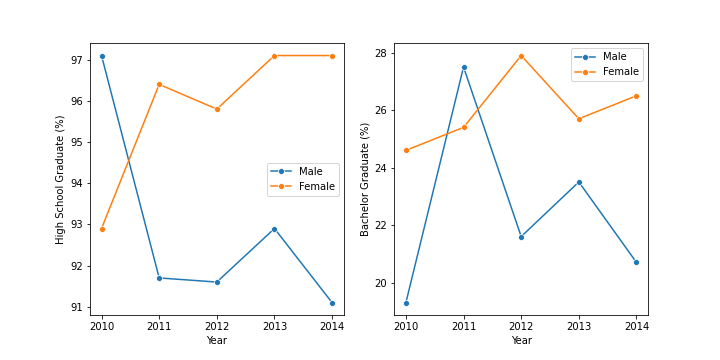 High School Graduate (%)
97
96
95
94
93
92
91
Male
Female
2010 2011 2012 2013 2014
Year
Bachelor Graduate (%)
28
26
24
22
20
Male
Female
2010 2011 2012 2013 2014
Year